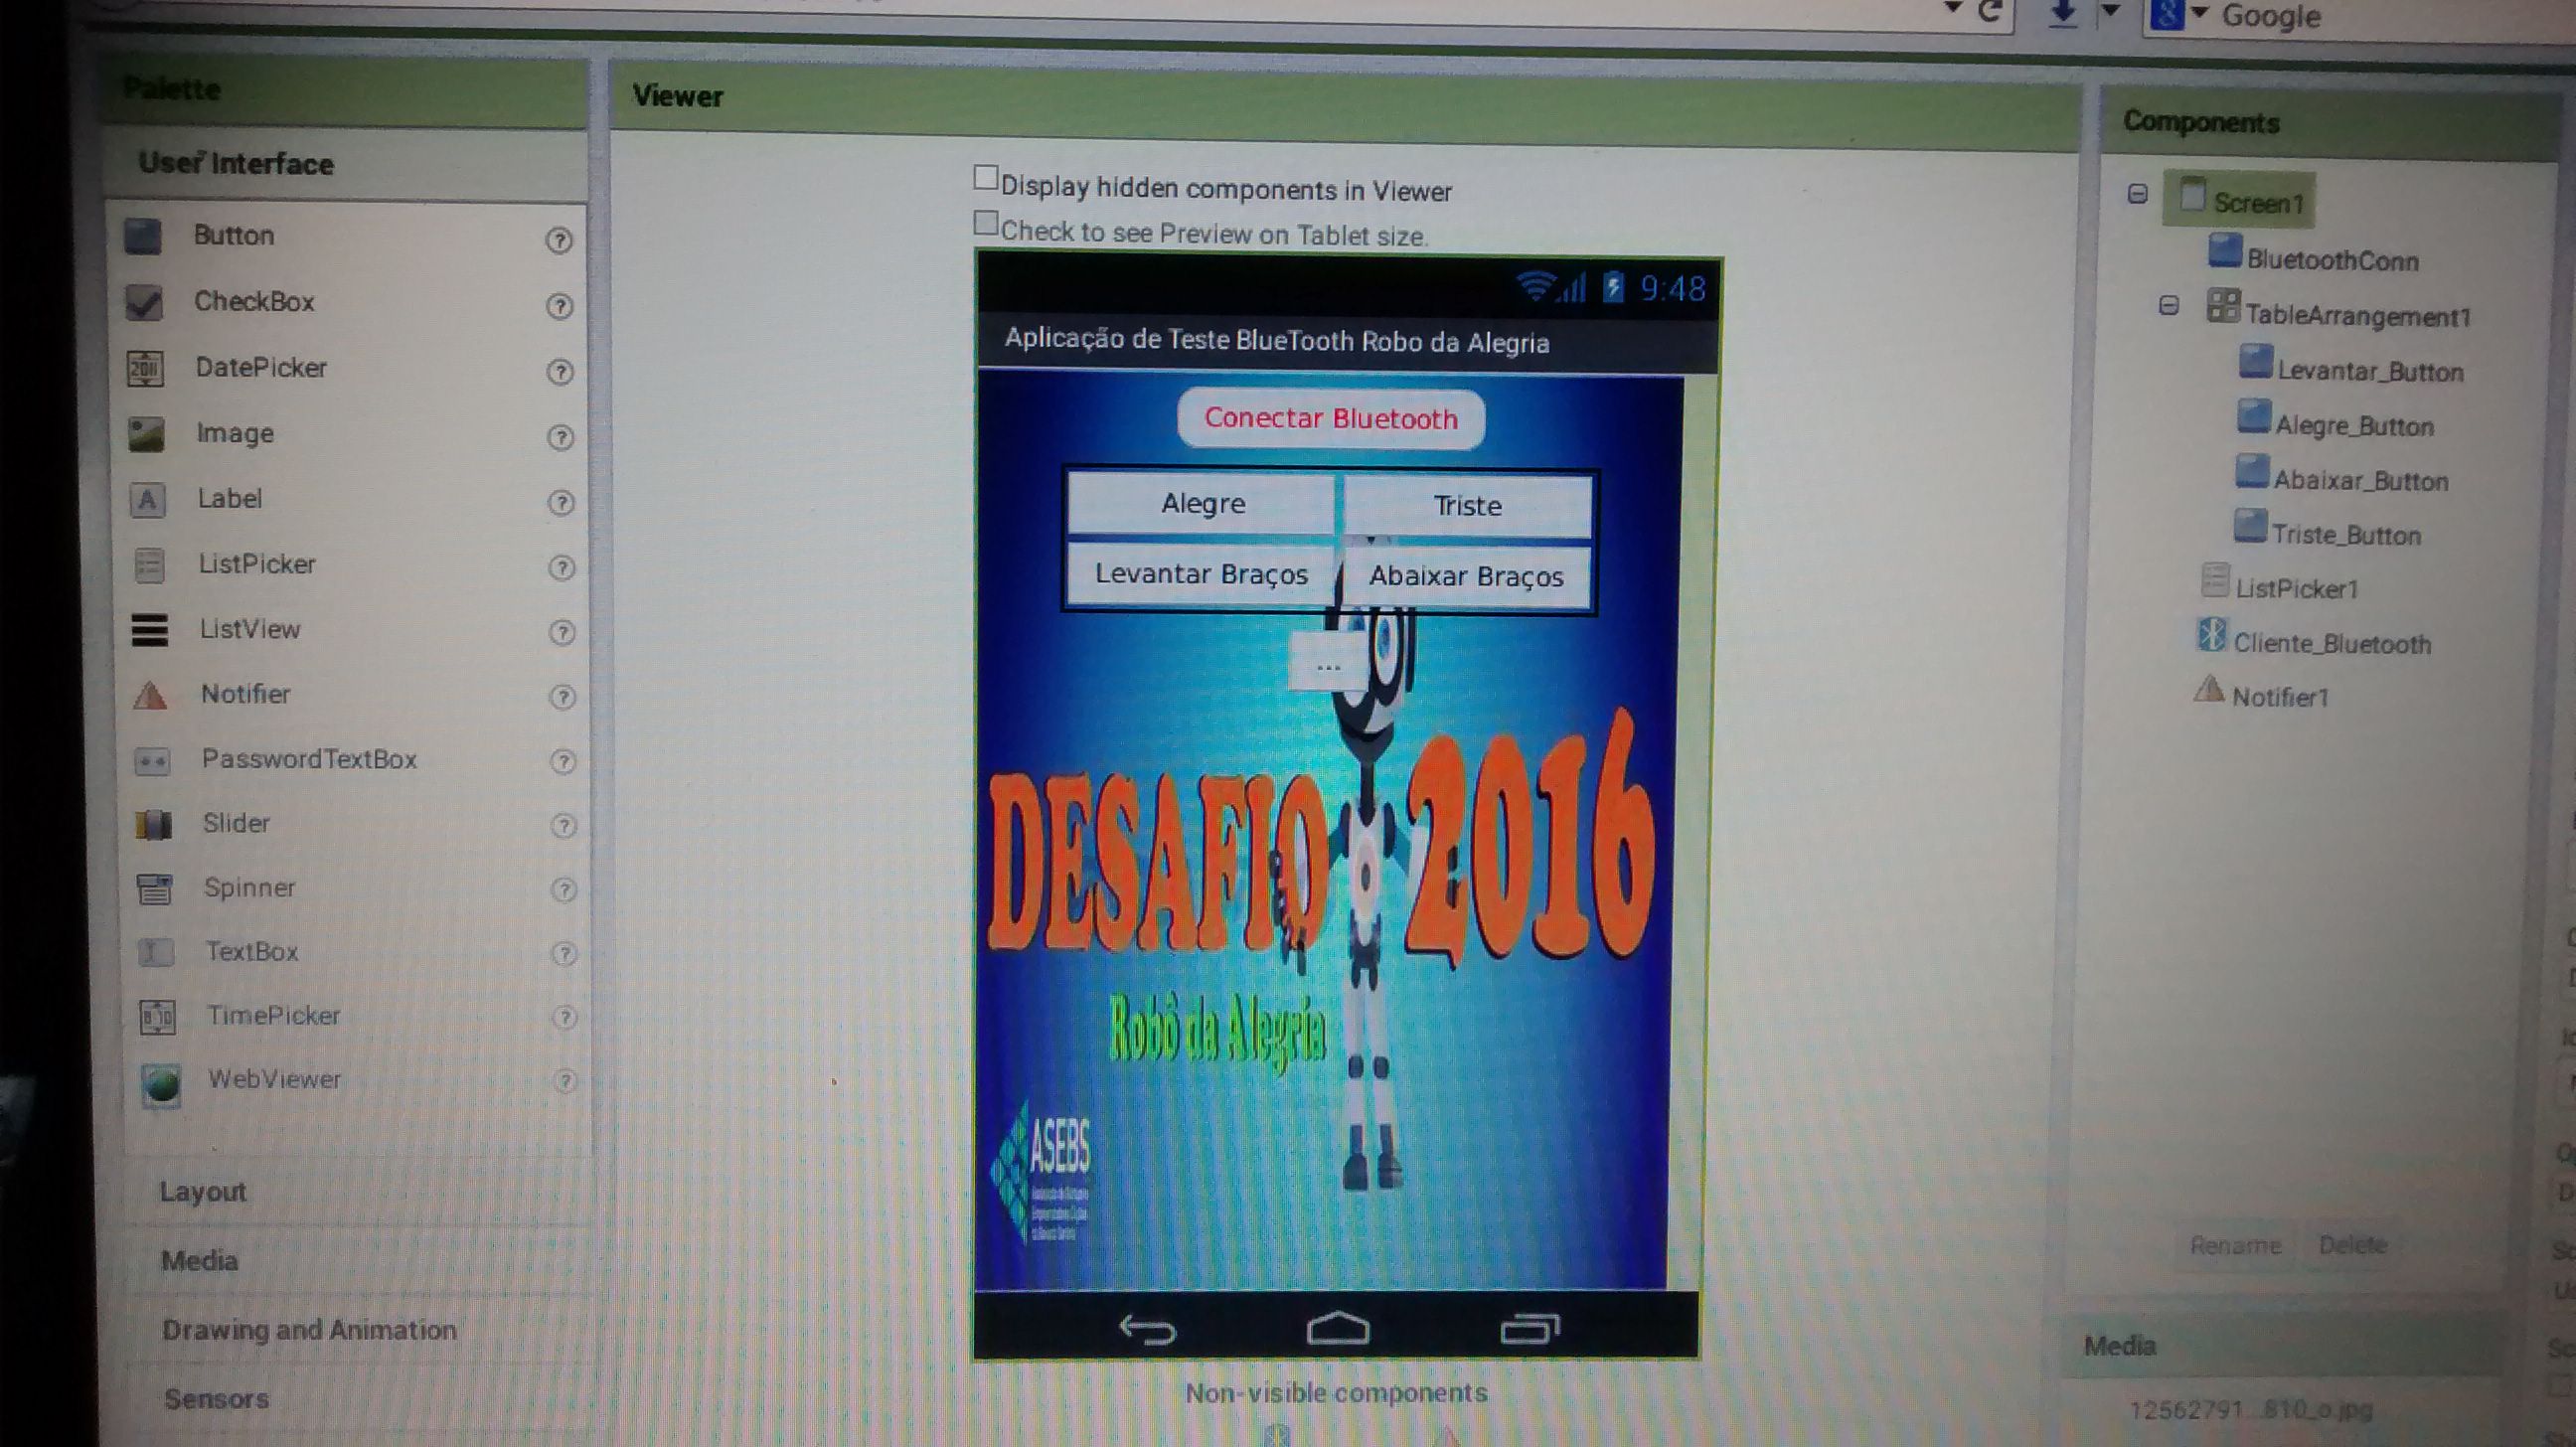 Google
Palette
User Interface
Button
CheckBox
DatePicker
Image
Label
ListPicker
ListView
Notifier
PasswordTextBox
Slider
Spinner
TextBox
TimePicker
WebViewer
Layout
Media
Drawing and Animation
Sensors
Viewer
Display hidden components in Viewer
Check to see Preview on Tablet size.
9:48
Aplicação de Teste BlueTooth Robo da Alegria
Conectar Bluetooth
Alegre Triste
Levantar Braços Abaixar Braços
...
DESAFIO 2016
Robô da Alegria
ASEBS
Non-visible components
Components
Screen1
BluetoothConn
TableArrangement1
Levantar_Button
Alegre_Button
Abaixar_Button
Triste_Button
ListPicker1
Cliente_Bluetooth
Notifier1
Rename Delete
Media
12562791...810_o.jpg